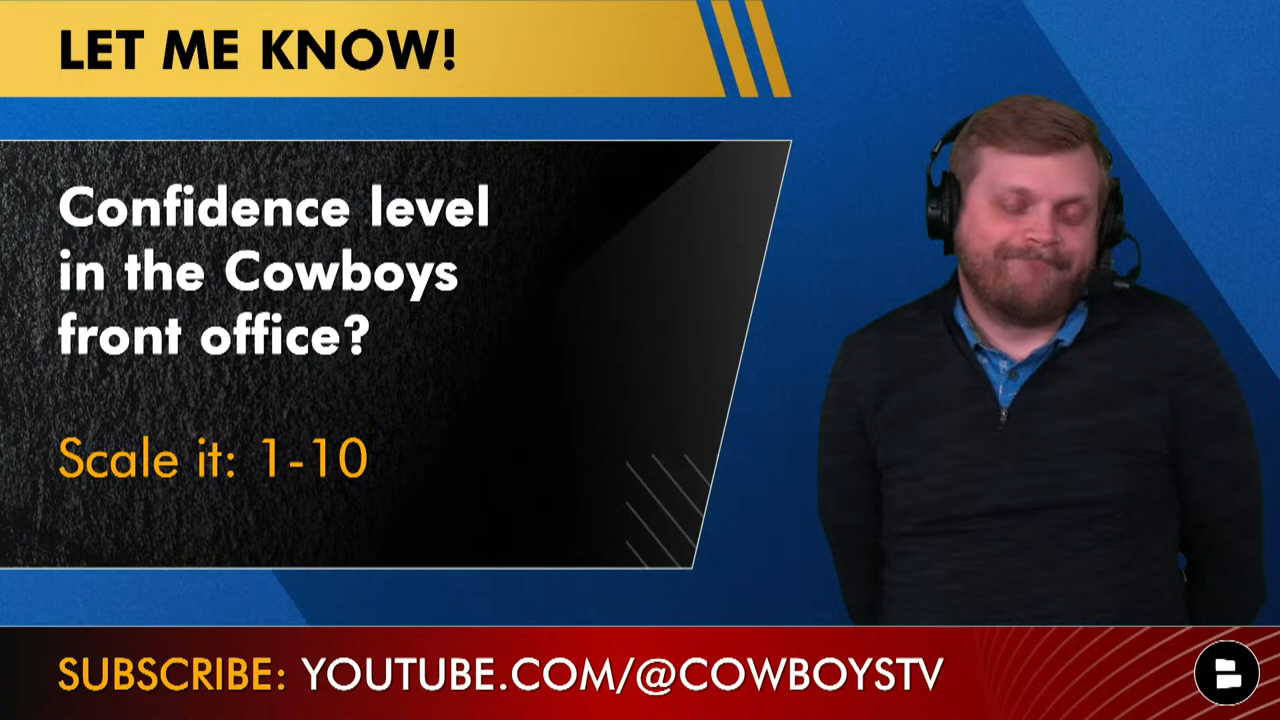 LET ME KNOW!
Confidence level
in the Cowboys
front office?
Scale it: 1-10
SUBSCRIBE: YOUTUBE.COM/@COWBOYSTV